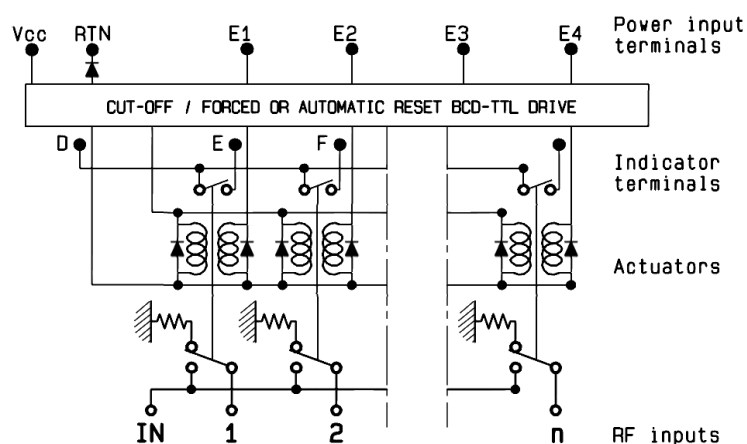 Vcc RTN E1 E2 E3 E4 Power input
terminals
CUT-OFF / FORCED OR AUTOMATIC RESET BCD-TTL DRIVE
D E F
Indicator
terminals
Actuators
IN 1 2 n RF inputs